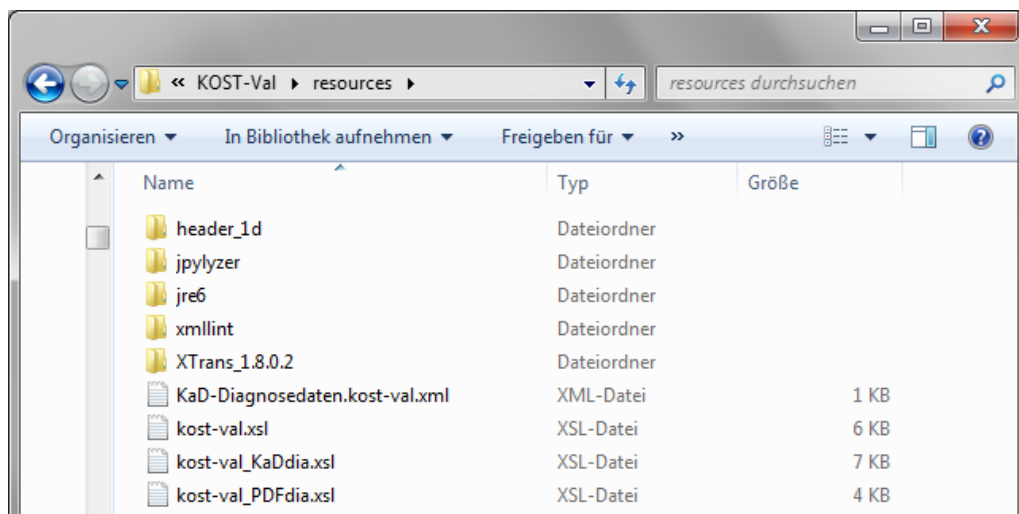 « KOST-Val ▸ resources ▸ resources durchsuchen
Organisieren ▾ In Bibliothek aufnehmen ▾ Freigeben für ▾ »
Name Typ Größe
header_1d Dateiordner
jpylyzer Dateiordner
jre6 Dateiordner
xmllint Dateiordner
XTrans_1.8.0.2 Dateiordner
KaD-Diagnosedaten.kost-val.xml XML-Datei 1 KB
kost-val.xsl XSL-Datei 6 KB
kost-val_KaDdia.xsl XSL-Datei 7 KB
kost-val_PDFdia.xsl XSL-Datei 4 KB